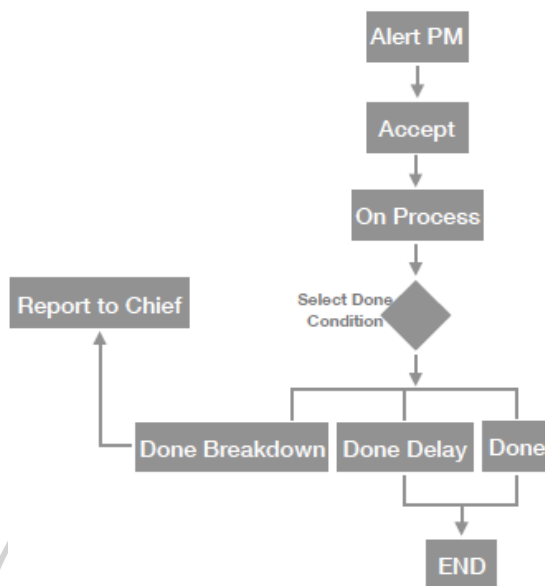 Alert PM
Accept
On Process
Select Done
Condition
Report to Chief
Done Breakdown
Done Delay
Done
END